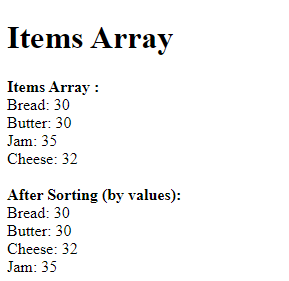 Items Array
Items Array :
Bread: 30
Butter: 30
Jam: 35
Cheese: 32
After Sorting (by values):
Bread: 30
Butter: 30
Cheese: 32
Jam: 35